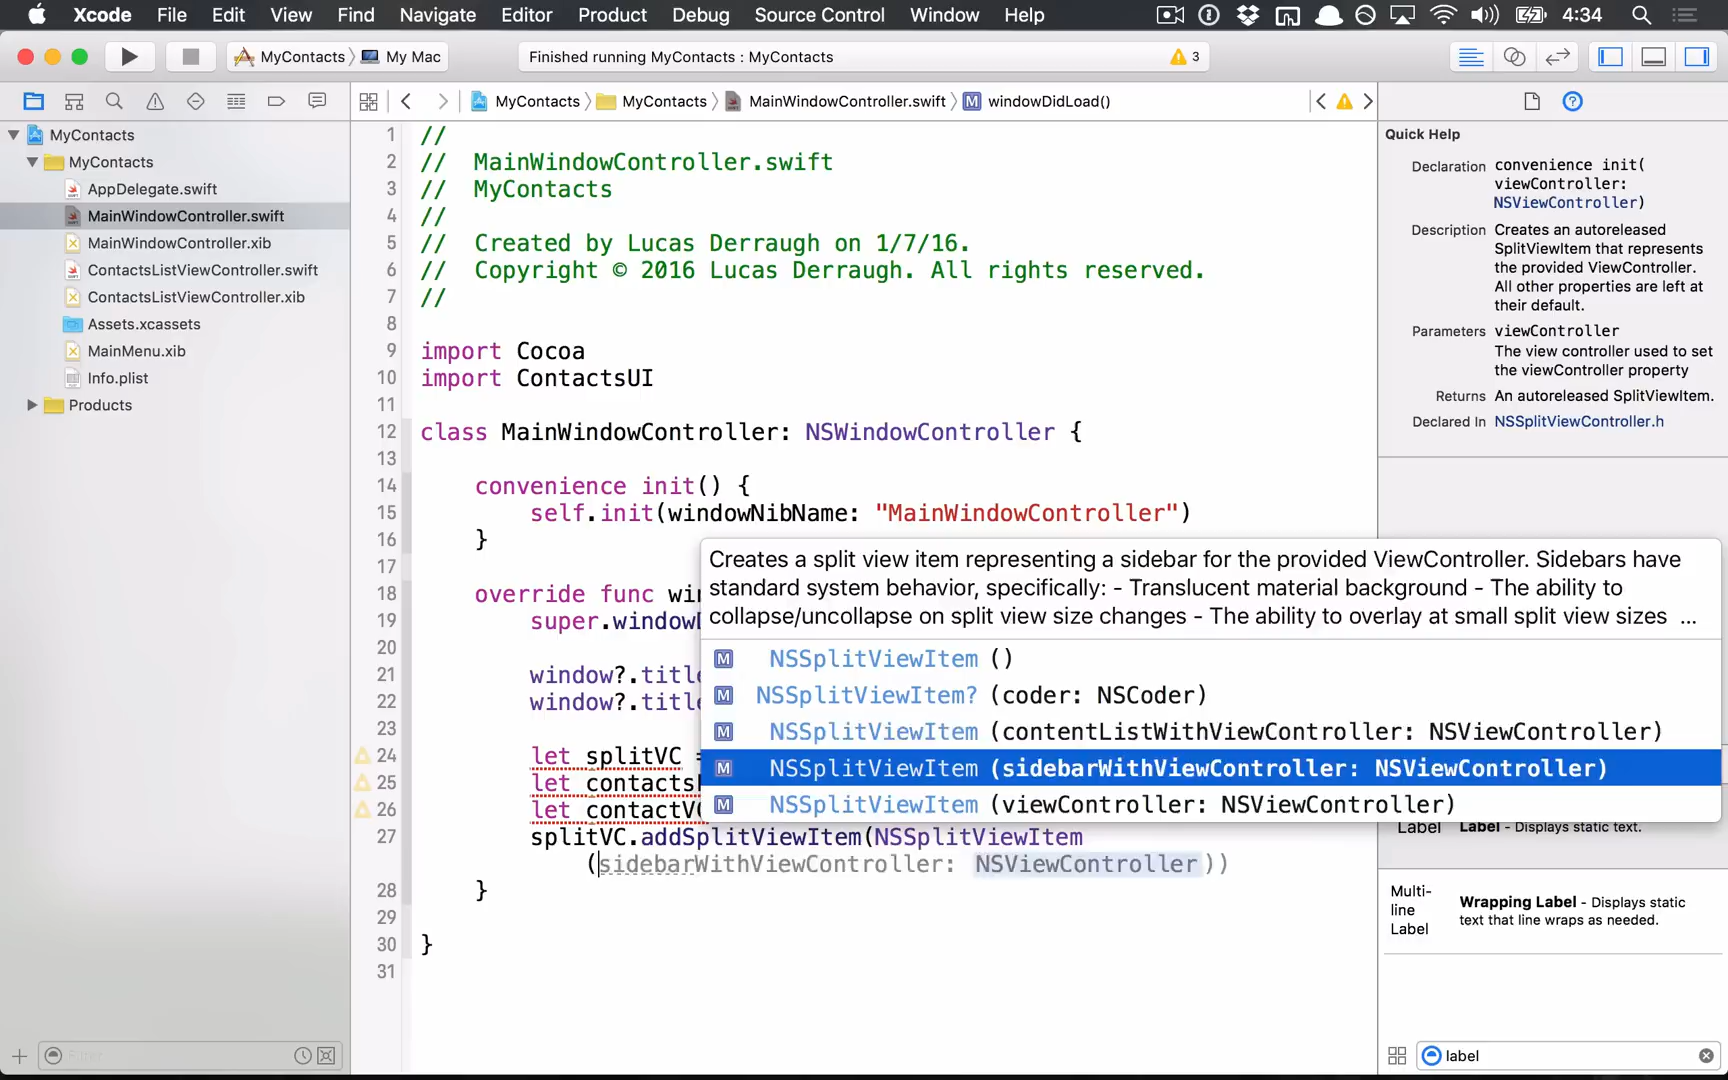 Xcode File Edit View Find Navigate Editor Product Debug Source Control Window Help 4:34
MyContacts My Mac
Finished running MyContacts : MyContacts
3
MyContacts MyContacts MainWindowController.swift M windowDidLoad()
MyContacts
MyContacts
AppDelegate.swift
MainWindowController.swift
MainWindowController.xib
ContactsListViewController.swift
ContactsListViewController.xib
Assets.xcassets
MainMenu.xib
Info.plist
Products
Filter
1 //
2 // MainWindowController.swift
3 // MyContacts
4 //
5 // Created by Lucas Derraugh on 1/7/16.
6 // Copyright © 2016 Lucas Derraugh. All rights reserved.
7 //
8
9 import Cocoa
10 import ContactsUI
11
12 class MainWindowController: NSWindowController {
13
14 convenience init() {
15 self.init(windowNibName: "MainWindowController")
16 }
17
18 override func win
19 super.window
20
21 window?.title
22 window?.title
23
24 let splitVC =
25 let contacts
26 let contactVC
27 splitVC.addSplitViewItem(NSSplitViewItem
(sidebarWithViewController: NSViewController))
28 }
29
30 }
31
Creates a split view item representing a sidebar for the provided ViewController. Sidebars have
standard system behavior, specifically: - Translucent material background - The ability to
collapse/uncollapse on split view size changes - The ability to overlay at small split view sizes ...
M NSSplitViewItem ()
M NSSplitViewItem? (coder: NSCoder)
M NSSplitViewItem (contentListWithViewController: NSViewController)
M NSSplitViewItem (sidebarWithViewController: NSViewController)
M NSSplitViewItem (viewController: NSViewController)
Quick Help
Declaration convenience init(
viewController:
NSViewController)
Description Creates an autoreleased
SplitViewItem that represents
the provided ViewController.
All other properties are left at
their default.
Parameters viewController
The view controller used to set
the viewController property
Returns An autoreleased SplitViewItem.
Declared In NSSplitViewController.h
Label Label - Displays static text.
Multi-
line
Label
Wrapping Label - Displays static
text that line wraps as needed.
label